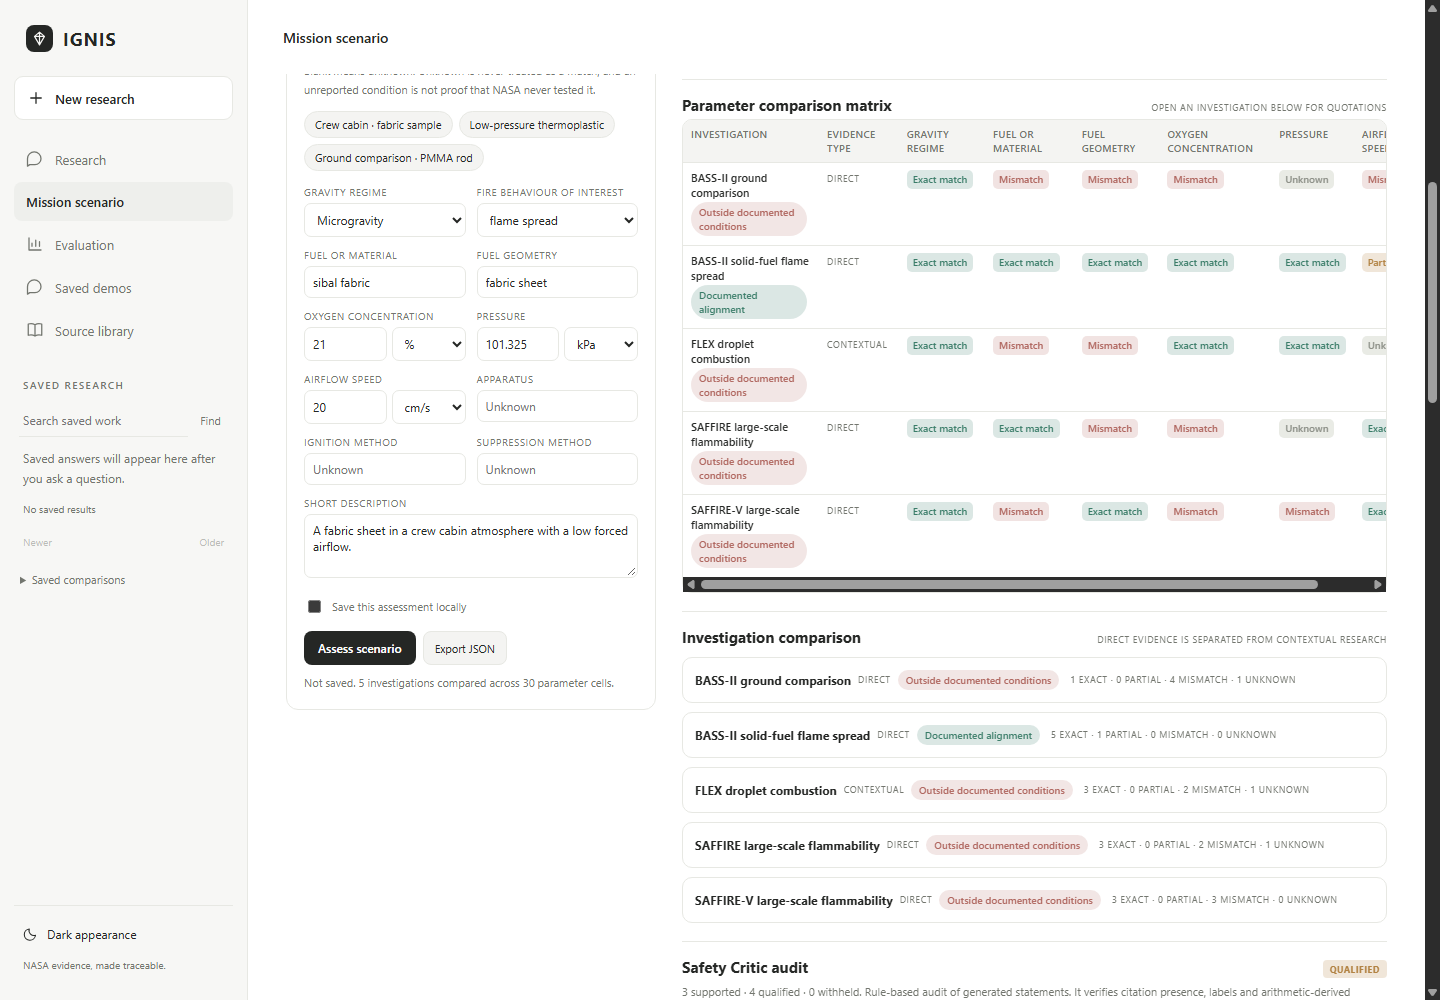 IGNIS
New research
Research
Mission scenario
Evaluation
Saved demos
Source library
SAVED RESEARCH
Search saved work
Find
Saved answers will appear here after
you ask a question.
No saved results
Newer
Older
Saved comparisons
Dark appearance
NASA evidence, made traceable.
Mission scenario
unreported condition is not proof that NASA never tested it.
Crew cabin · fabric sample
Low-pressure thermoplastic
Ground comparison · PMMA rod
GRAVITY REGIME
FIRE BEHAVIOUR OF INTEREST
Microgravity
flame spread
FUEL OR MATERIAL
FUEL GEOMETRY
sibal fabric
fabric sheet
OXYGEN CONCENTRATION
PRESSURE
21
%
101.325
kPa
AIRFLOW SPEED
APPARATUS
20
cm/s
Unknown
IGNITION METHOD
SUPPRESSION METHOD
Unknown
Unknown
SHORT DESCRIPTION
A fabric sheet in a crew cabin atmosphere with a low forced
airflow.
Save this assessment locally
Assess scenario
Export JSON
Not saved. 5 investigations compared across 30 parameter cells.
Parameter comparison matrix
OPEN AN INVESTIGATION BELOW FOR QUOTATIONS
INVESTIGATION
EVIDENCE
TYPE
GRAVITY
REGIME
FUEL OR
MATERIAL
FUEL
GEOMETRY
OXYGEN
CONCENTRATION
PRESSURE
BASS-II ground
comparison
Outside documented
conditions
DIRECT
Exact match
Mismatch
Mismatch
Mismatch
Unknown
BASS-II solid-fuel flame
spread
Documented
alignment
DIRECT
Exact match
Exact match
Exact match
Exact match
Exact match
FLEX droplet
combustion
Outside documented
conditions
CONTEXTUAL
Exact match
Mismatch
Mismatch
Exact match
Exact match
SAFFIRE large-scale
flammability
Outside documented
conditions
DIRECT
Exact match
Exact match
Mismatch
Mismatch
Unknown
SAFFIRE-V large-scale
flammability
Outside documented
conditions
DIRECT
Exact match
Mismatch
Exact match
Mismatch
Mismatch
Investigation comparison
DIRECT EVIDENCE IS SEPARATED FROM CONTEXTUAL RESEARCH
BASS-II ground comparison DIRECT Outside documented conditions 1 EXACT · 0 PARTIAL · 4 MISMATCH · 1 UNKNOWN
BASS-II solid-fuel flame spread DIRECT Documented alignment 5 EXACT · 1 PARTIAL · 0 MISMATCH · 0 UNKNOWN
FLEX droplet combustion CONTEXTUAL Outside documented conditions 3 EXACT · 0 PARTIAL · 2 MISMATCH · 1 UNKNOWN
SAFFIRE large-scale flammability DIRECT Outside documented conditions 3 EXACT · 0 PARTIAL · 2 MISMATCH · 1 UNKNOWN
SAFFIRE-V large-scale flammability DIRECT Outside documented conditions 3 EXACT · 0 PARTIAL · 3 MISMATCH · 0 UNKNOWN
Safety Critic audit
QUALIFIED
3 supported · 4 qualified · 0 withheld. Rule-based audit of generated statements. It verifies citation presence, labels and arithmetic-derived